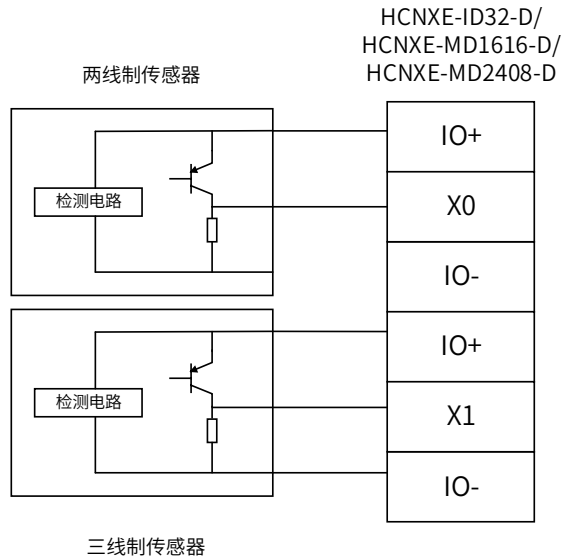 HCNXE-ID32-D/
HCNXE-MD1616-D/
HCNXE-MD2408-D
两线制传感器
检测电路
IO+
X0
IO-
检测电路
IO+
X1
IO-
三线制传感器